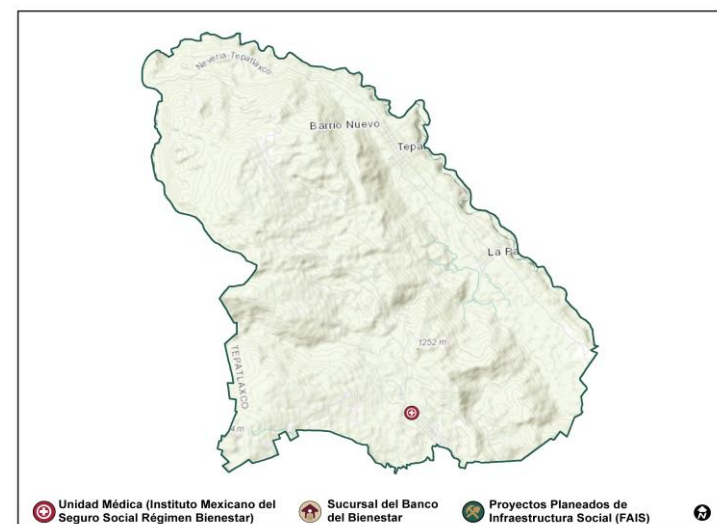 Nevería-Tepatlaxco
Barrio Nuevo
Tepa
La Pa
1252 m
TEPATLAXCO
4 m
Unidad Médica (Instituto Mexicano del
Seguro Social Régimen Bienestar)
Sucursal del Banco
del Bienestar
Proyectos Planeados de
Infraestructura Social (FAIS)
N